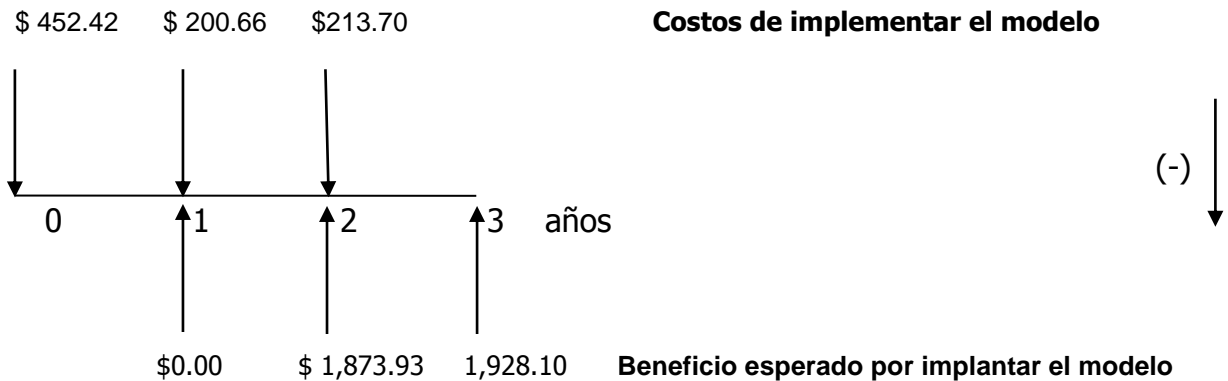 $ 452.42 $ 200.66 $213.70 Costos de implementar el modelo
(-)
0 1 2 3 años
$0.00 $ 1,873.93 1,928.10 Beneficio esperado por implantar el modelo